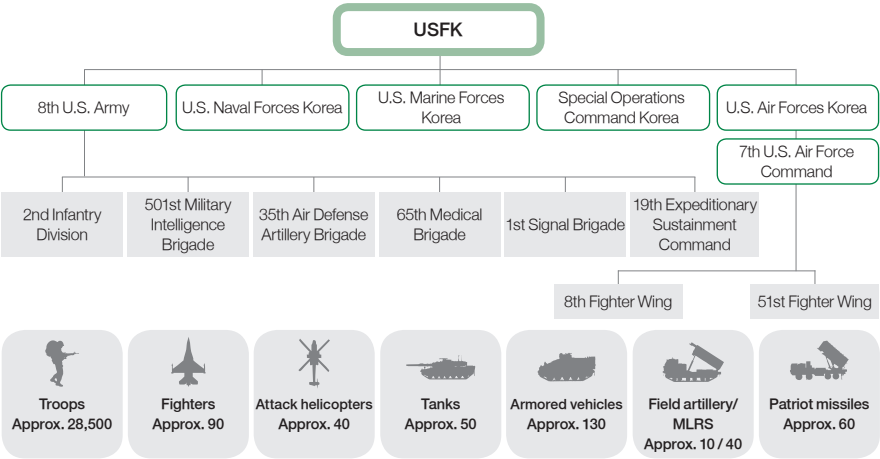 USFK
8th U.S. Army
U.S. Naval Forces Korea
U.S. Marine Forces
Korea
Special Operations
Command Korea
U.S. Air Forces Korea
7th U.S. Air Force
Command
2nd Infantry
Division
501st Military
Intelligence
Brigade
35th Air Defense
Artillery Brigade
65th Medical
Brigade
1st Signal Brigade
19th Expeditionary
Sustainment
Command
8th Fighter Wing
51st Fighter Wing
Troops
Approx. 28,500
Fighters
Approx. 90
Attack helicopters
Approx. 40
Tanks
Approx. 50
Armored vehicles
Approx. 130
Field artillery/
MLRS
Approx. 10 / 40
Patriot missiles
Approx. 60